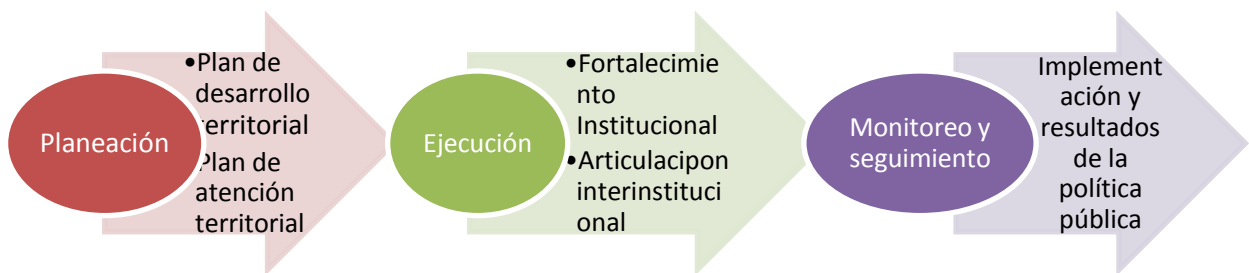 Planeación
•Plan de
desarrollo
territorial
Plan de
atención
territorial
Ejecución
•Fortalecimie
nto
Institucional
•Articulacipon
interinstituci
onal
Monitoreo y
seguimiento
Implement
ación y
resultados
de la
política
pública